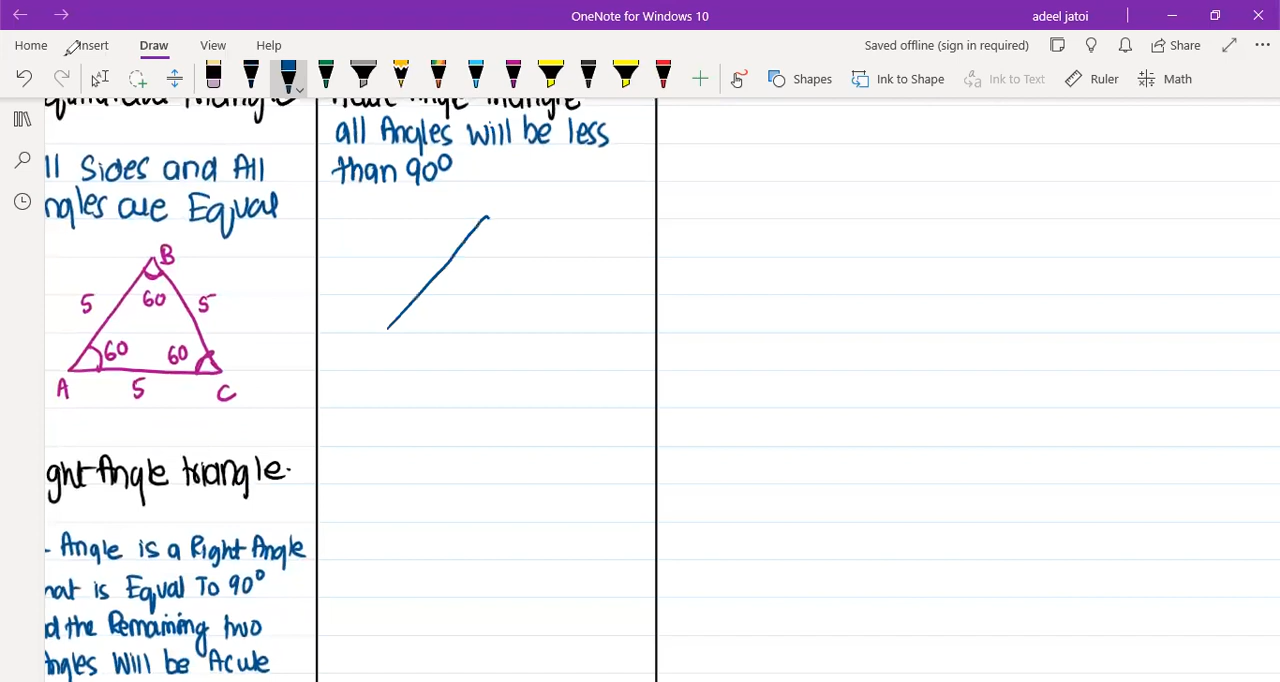 OneNote for Windows 10
adeel jatoi
Home Insert Draw View Help
Saved offline (sign in required) Share
Shapes Ink to Shape Ink to Text Ruler Math
Angle Triangle
all Angles will be less
than 90°
ll Sides and All
ngles are Equal
B
5 60 5
60 60
A 5 C
ght Angle triangle.
- Angle is a Right Angle
hat is Equal To 90°
d the Remaining two
Angles Will be Acute